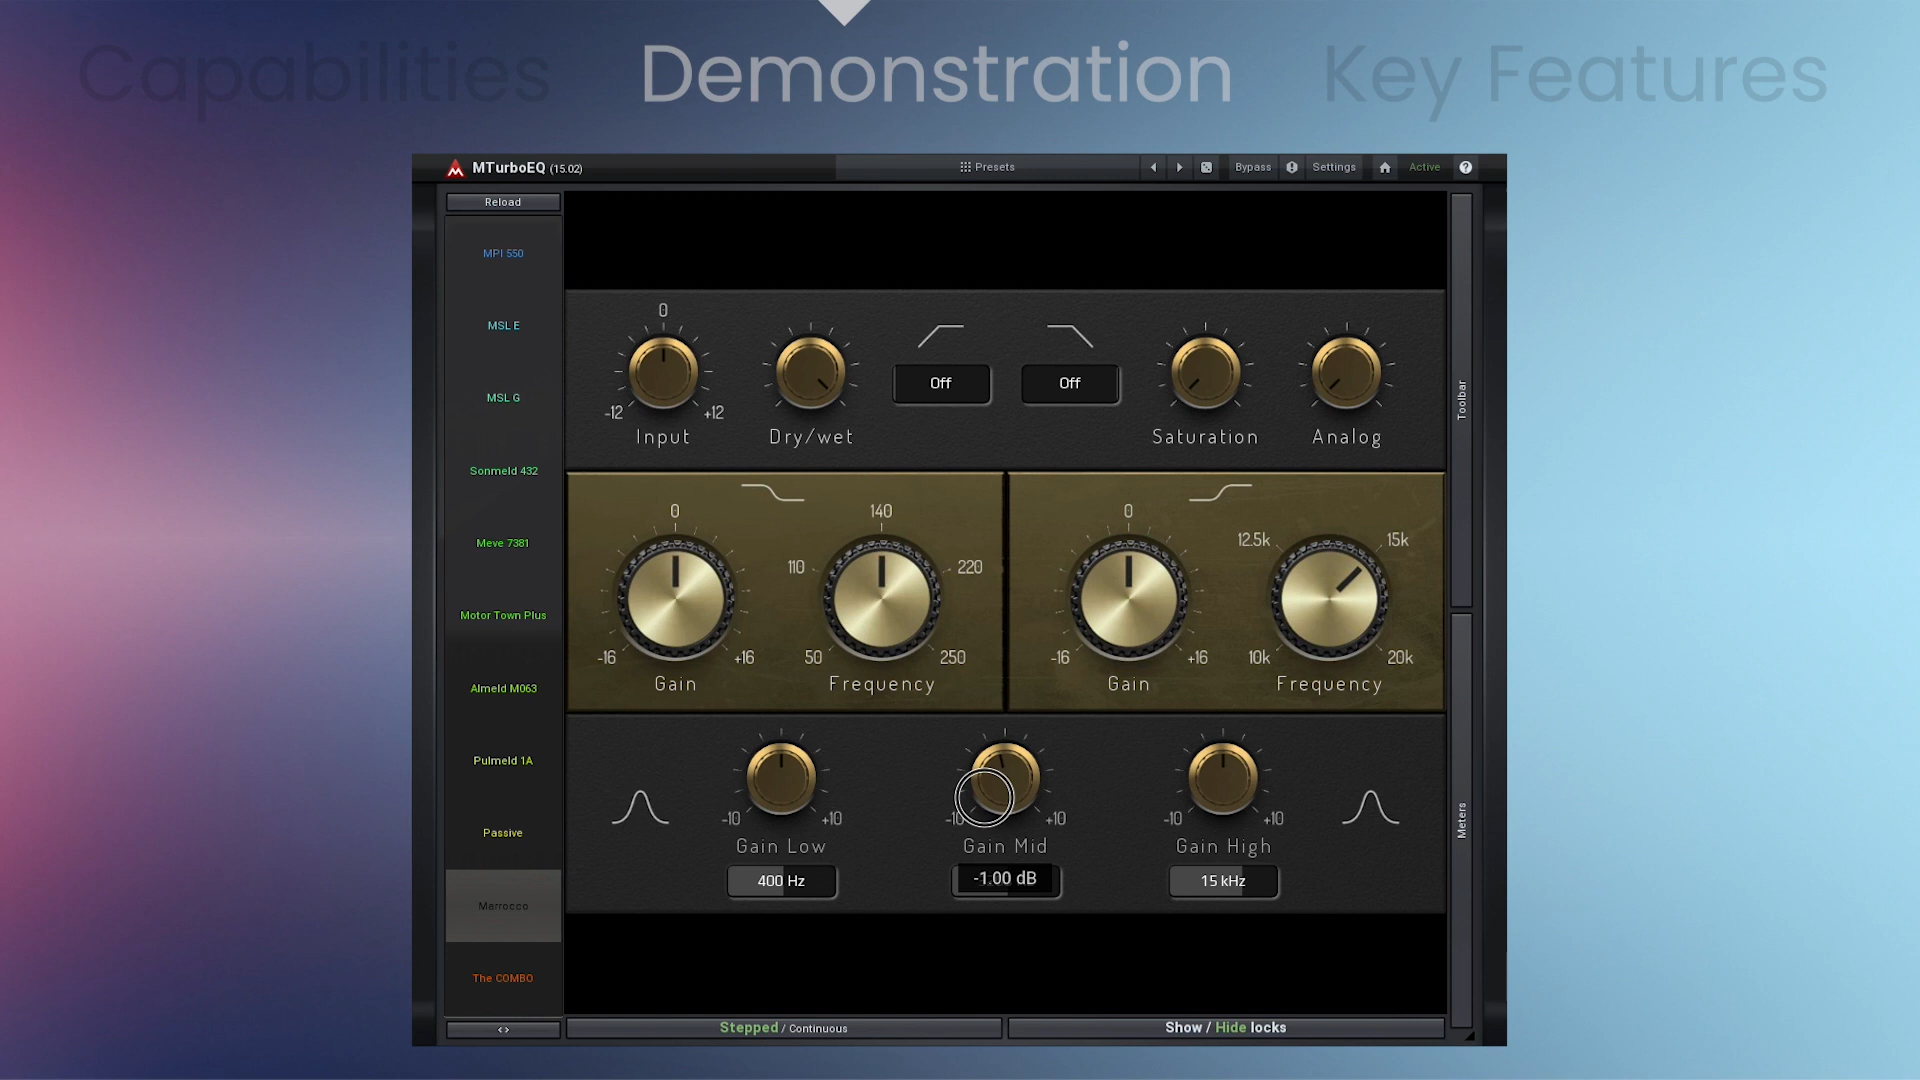 Capabilities Demonstration Key Features
MTurboEQ (15.02) Presets Bypass Settings Active ?
Reload
MPI 550
MSL E
MSL G
Sonmeld 432
Meve 7381
Motor Town Plus
Almeld M063
Pulmeld 1A
Passive
Marrocco
The COMBO
<>
0
-12 +12
Input Dry/wet Off Off Saturation Analog
0 140 0 12.5k 15k
110 220
-16 +16 50 250 -16 +16 10k 20k
Gain Frequency Gain Frequency
-10 +10 -10 +10 -10 +10
Gain Low Gain Mid Gain High
400 Hz -1.00 dB 15 kHz
Stepped / Continuous Show / Hide locks
Toolbar
Meters